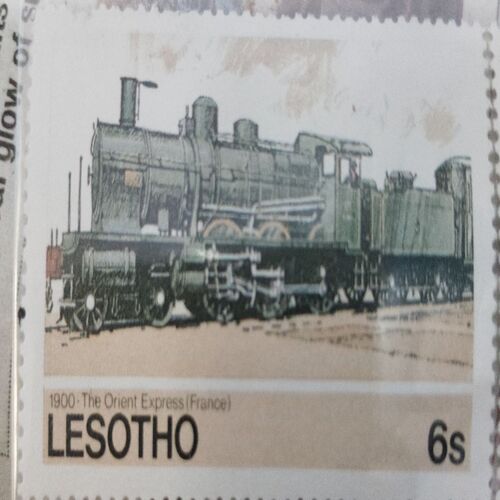 1900-The Orient Express (France)
LESOTHO
6s
glow of